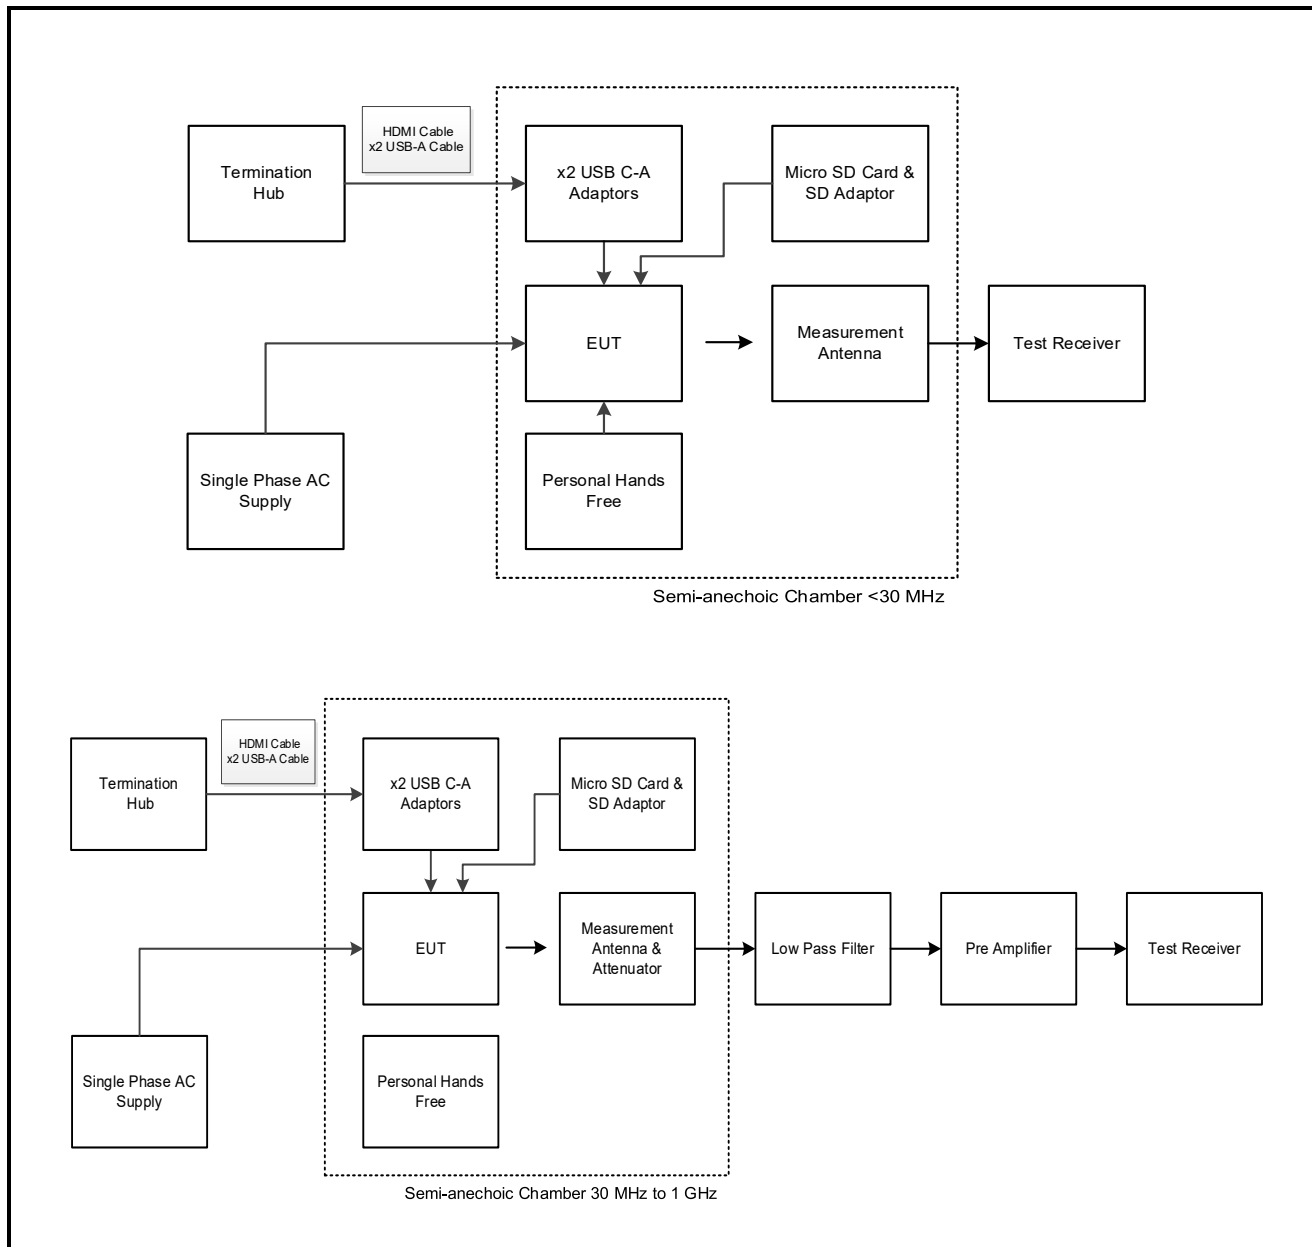 HDMI Cable
x2 USB-A Cable
Termination
Hub
x2 USB C-A
Adaptors
Micro SD Card &
SD Adaptor
EUT
Measurement
Antenna
Test Receiver
Single Phase AC
Supply
Personal Hands
Free
Semi-anechoic Chamber <30 MHz
HDMI Cable
x2 USB-A Cable
Termination
Hub
x2 USB C-A
Adaptors
Micro SD Card &
SD Adaptor
EUT
Measurement
Antenna &
Attenuator
Low Pass Filter
Pre Amplifier
Test Receiver
Single Phase AC
Supply
Personal Hands
Free
Semi-anechoic Chamber 30 MHz to 1 GHz